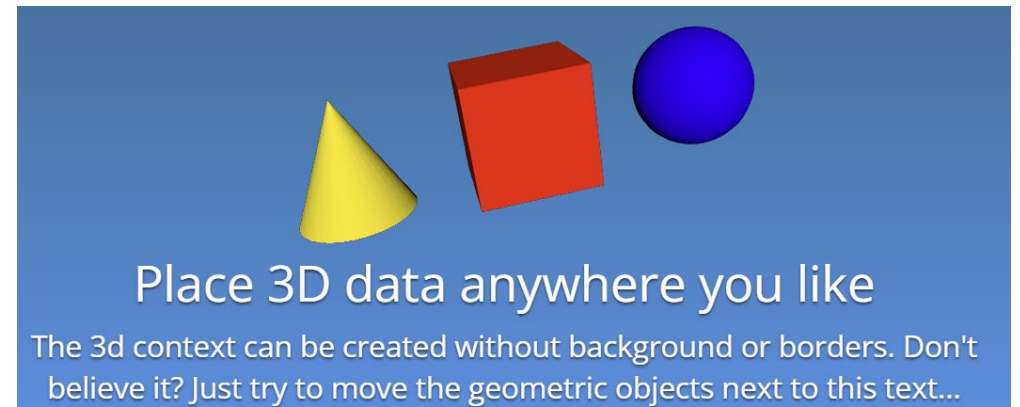 Place 3D data anywhere you like
The 3d context can be created without background or borders. Don't
believe it? Just try to move the geometric objects next to this text...